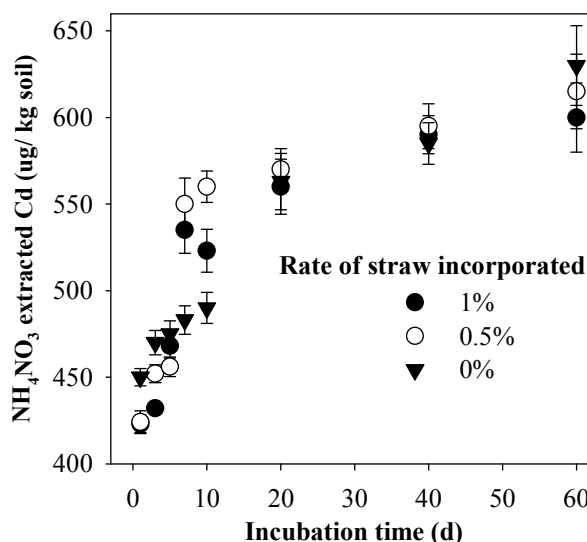 650
600
550
500
450
400
NH₄NO₃ extracted Cd (ug/ kg soil)
Rate of straw incorporated
1%
0.5%
0%
0 10 20 30 40 50 60
Incubation time (d)